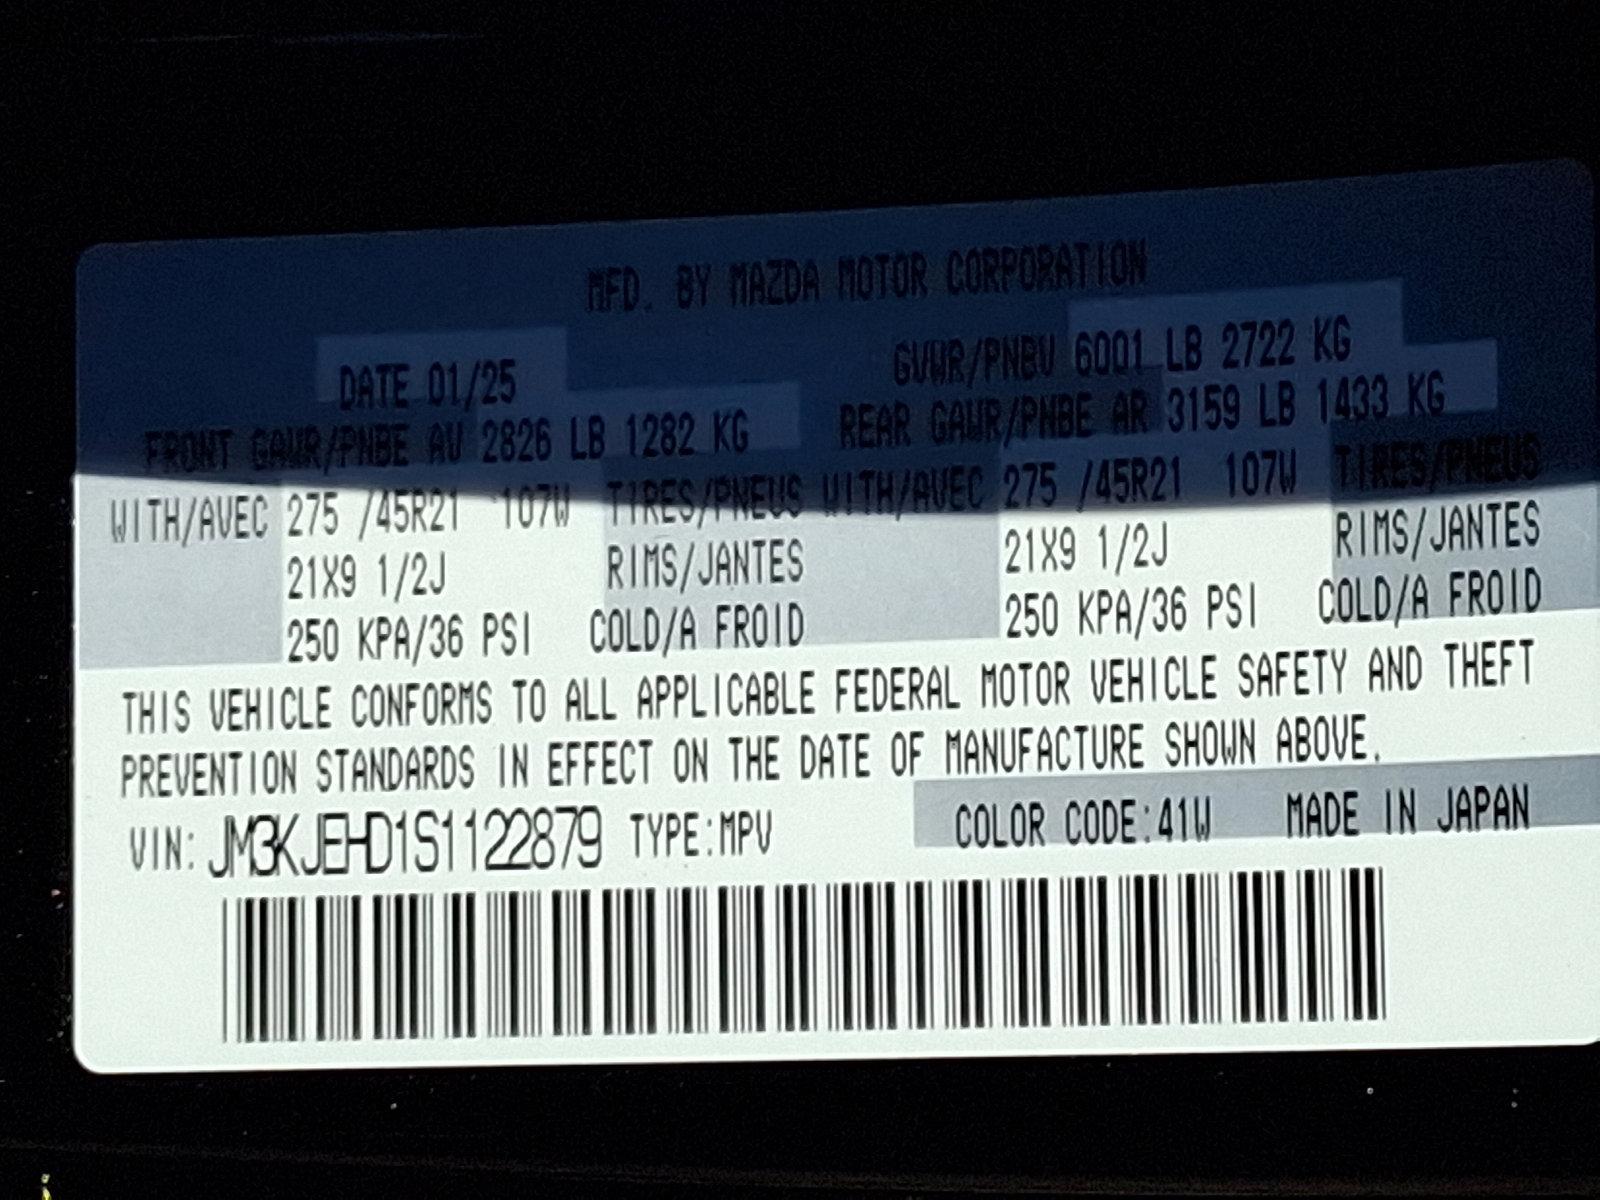 MFD. BY MAZDA MOTOR CORPORATION
DATE 01/25 GVWR/PNBV 6001 LB 2722 KG
FRONT GAWR/PNBE AV 2826 LB 1282 KG REAR GAWR/PNBE AR 3159 LB 1433 KG
WITH/AVEC 275 /45R21 107W TIRES/PNEUS WITH/AVEC 275 /45R21 107W TIRES/PNEUS
21X9 1/2J RIMS/JANTES 21X9 1/2J RIMS/JANTES
250 KPA/36 PSI COLD/A FROID 250 KPA/36 PSI COLD/A FROID
THIS VEHICLE CONFORMS TO ALL APPLICABLE FEDERAL MOTOR VEHICLE SAFETY AND THEFT
PREVENTION STANDARDS IN EFFECT ON THE DATE OF MANUFACTURE SHOWN ABOVE.
VIN: JM3KJEHD1S1122879 TYPE:MPV COLOR CODE:41W MADE IN JAPAN